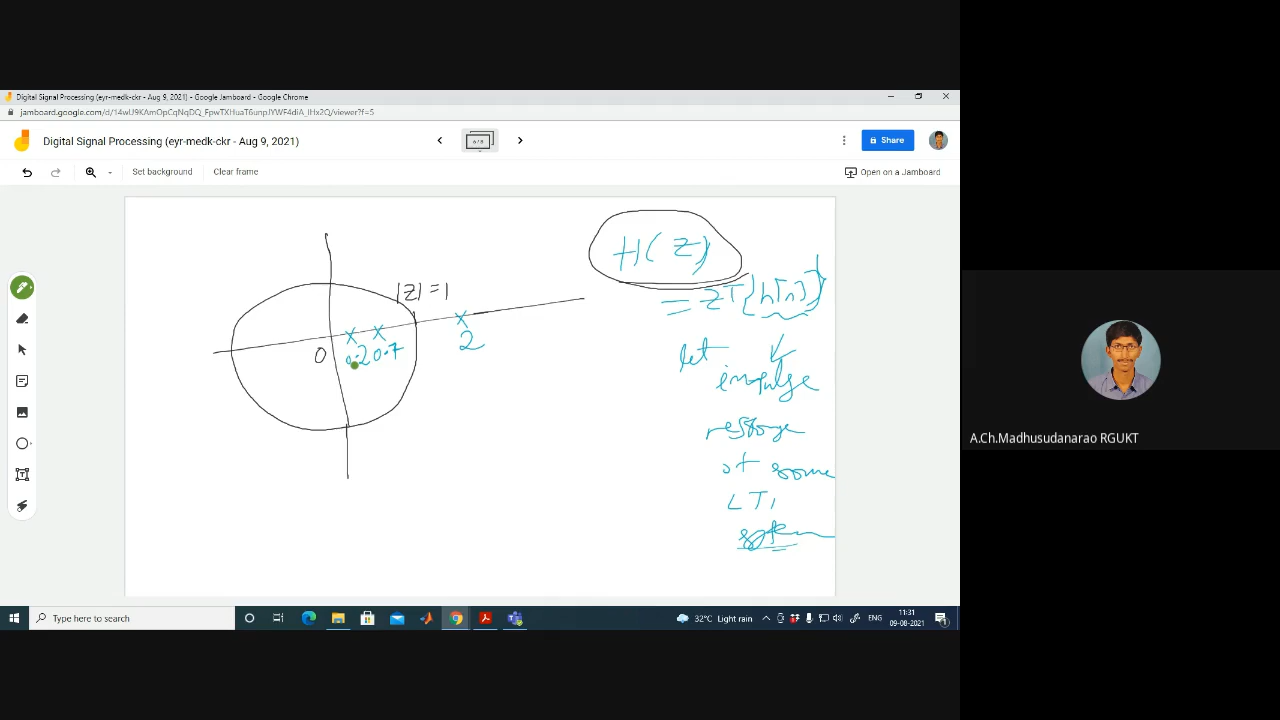 Digital Signal Processing (eyr-medk-ckr - Aug 9, 2021) - Google Jamboard - Google Chrome
Digital Signal Processing (eyr-medk-ckr - Aug 9, 2021)
6 / 8
Share
Set background
Clear frame
Open on a Jamboard
H(z)
|z| = 1
= ZT{h[n]}
2
0.2 0.7
0
let
impulse
response
of some
LTI
system
A.Ch.Madhusudanarao RGUKT
Type here to search
32°C Light rain
ENG
11:31
09-08-2021